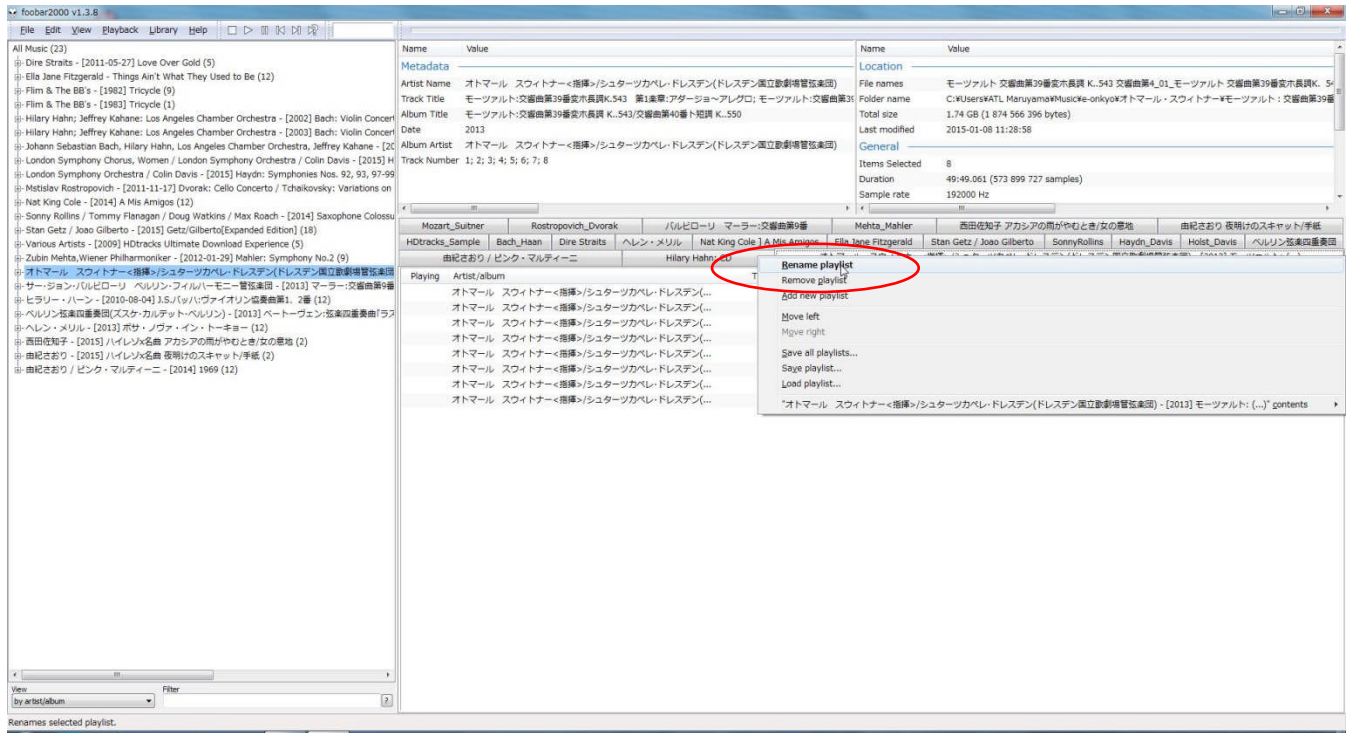 foobar2000 v1.3.8
File Edit View Playback Library Help
All Music (23)
Dire Straits - [2011-05-27] Love Over Gold (5)
Ella Jane Fitzgerald - Things Ain't What They Used to Be (12)
Flim & The BB's - [1982] Tricycle (9)
Flim & The BB's - [1983] Tricycle (1)
Hilary Hahn; Jeffrey Kahane: Los Angeles Chamber Orchestra - [2002] Bach: Violin Concert
Hilary Hahn; Jeffrey Kahane: Los Angeles Chamber Orchestra - [2003] Bach: Violin Concert
Johann Sebastian Bach, Hilary Hahn, Los Angeles Chamber Orchestra, Jeffrey Kahane - [20
London Symphony Chorus, Women / London Symphony Orchestra / Colin Davis - [2015] H
London Symphony Orchestra / Colin Davis - [2015] Haydn: Symphonies Nos. 92, 93, 97-99
Mstislav Rostropovich - [2011-11-17] Dvorak: Cello Concerto / Tchaikovsky: Variations on
Nat King Cole - [2014] A Mis Amigos (12)
Sonny Rollins / Tommy Flanagan / Doug Watkins / Max Roach - [2014] Saxophone Colossu
Stan Getz / Joao Gilberto - [2015] Getz/Gilberto[Expanded Edition] (18)
Various Artists - [2009] HDtracks Ultimate Download Experience (5)
Zubin Mehta,Wiener Philharmoniker - [2012-01-29] Mahler: Symphony No.2 (9)
オトマール スウィトナー<指揮>/シュターツカペレ・ドレスデン(ドレスデン国立歌劇場管弦楽団
サー・ジョン・バルビローリ ベルリン・フィルハーモニー管弦楽団 - [2013] マーラー:交響曲第9番
ヒラリー・ハーン - [2010-08-04] J.S.バッハ:ヴァイオリン協奏曲第1、2番 (12)
ベルリン弦楽四重奏団(ズスケ・カルテット・ベルリン) - [2013] ベートーヴェン:弦楽四重奏曲「ラズ
ヘレン・メリル - [2013] ボサ・ノヴァ・イン・トーキョー (12)
西田佐知子 - [2015] ハイレゾx名曲 アカシアの雨がやむとき/女の意地 (2)
由紀さおり - [2015] ハイレゾx名曲 夜明けのスキャット/手紙 (2)
由紀さおり / ピンク・マルティーニ - [2014] 1969 (12)
View
Filter
by artist/album
?
Renames selected playlist.
Name Value
Metadata
Artist Name オトマール スウィトナー<指揮>/シュターツカペレ・ドレスデン(ドレスデン国立歌劇場管弦楽団)
Track Title モーツァルト:交響曲第39番変ホ長調K.543 第1楽章:アダージョ～アレグロ; モーツァルト:交響曲第39
Album Title モーツァルト:交響曲第39番変ホ長調 K..543/交響曲第40番ト短調 K..550
Date 2013
Album Artist オトマール スウィトナー<指揮>/シュターツカペレ・ドレスデン(ドレスデン国立歌劇場管弦楽団)
Track Number 1; 2; 3; 4; 5; 6; 7; 8
Name Value
Location
File names モーツァルト 交響曲第39番変ホ長調 K..543 交響曲第4_01_モーツァルト 交響曲第39番変ホ長調K. 54
Folder name C:¥Users¥ATL Maruyama¥Music¥e-onkyo¥オトマール・スウィトナー¥モーツァルト：交響曲第39番
Total size 1.74 GB (1 874 566 396 bytes)
Last modified 2015-01-08 11:28:58
General
Items Selected 8
Duration 49:49.061 (573 899 727 samples)
Sample rate 192000 Hz
Mozart_Suitner Rostropovich_Dvorak バルビローリ マーラー:交響曲第9番 Mehta_Mahler 西田佐知子 アカシアの雨がやむとき/女の意地 由紀さおり 夜明けのスキャット/手紙
HDtracks_Sample Bach_Haan Dire Straits ヘレン・メリル Nat King Cole ] A Mis Amigos Ella Jane Fitzgerald Stan Getz / Joao Gilberto SonnyRollins Haydn_Davis Holst_Davis ベルリン弦楽四重奏団
由紀さおり / ピンク・マルティーニ Hilary Hahn: CD
Playing Artist/album T
オトマール スウィトナー<指揮>/シュターツカペレ・ドレスデン(...
オトマール スウィトナー<指揮>/シュターツカペレ・ドレスデン(...
オトマール スウィトナー<指揮>/シュターツカペレ・ドレスデン(...
オトマール スウィトナー<指揮>/シュターツカペレ・ドレスデン(...
オトマール スウィトナー<指揮>/シュターツカペレ・ドレスデン(...
オトマール スウィトナー<指揮>/シュターツカペレ・ドレスデン(...
オトマール スウィトナー<指揮>/シュターツカペレ・ドレスデン(...
オトマール スウィトナー<指揮>/シュターツカペレ・ドレスデン(...
Rename playlist
Remove playlist
Add new playlist
Move left
Move right
Save all playlists...
Save playlist...
Load playlist...
"オトマール スウィトナー<指揮>/シュターツカペレ・ドレスデン(ドレスデン国立歌劇場管弦楽団) - [2013] モーツァルト: (...)" contents